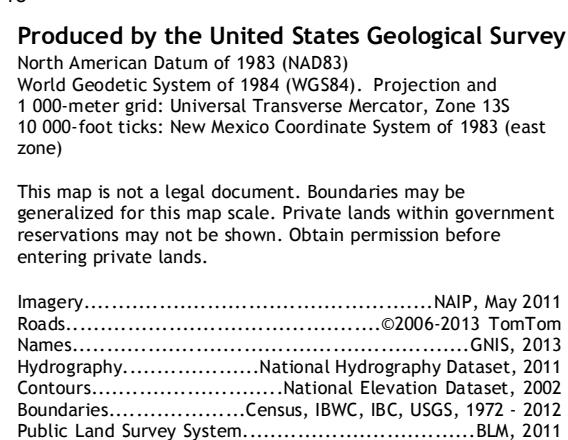 Produced by the United States Geological Survey
North American Datum of 1983 (NAD83)
World Geodetic System of 1984 (WGS84). Projection and
1 000-meter grid: Universal Transverse Mercator, Zone 13S
10 000-foot ticks: New Mexico Coordinate System of 1983 (east
zone)
This map is not a legal document. Boundaries may be
generalized for this map scale. Private lands within government
reservations may not be shown. Obtain permission before
entering private lands.
Imagery....................................................NAIP, May 2011
Roads...............................................©2006-2013 TomTom
Names...........................................................GNIS, 2013
Hydrography....................National Hydrography Dataset, 2011
Contours............................National Elevation Dataset, 2002
Boundaries....................Census, IBWC, IBC, USGS, 1972 - 2012
Public Land Survey System..................................BLM, 2011